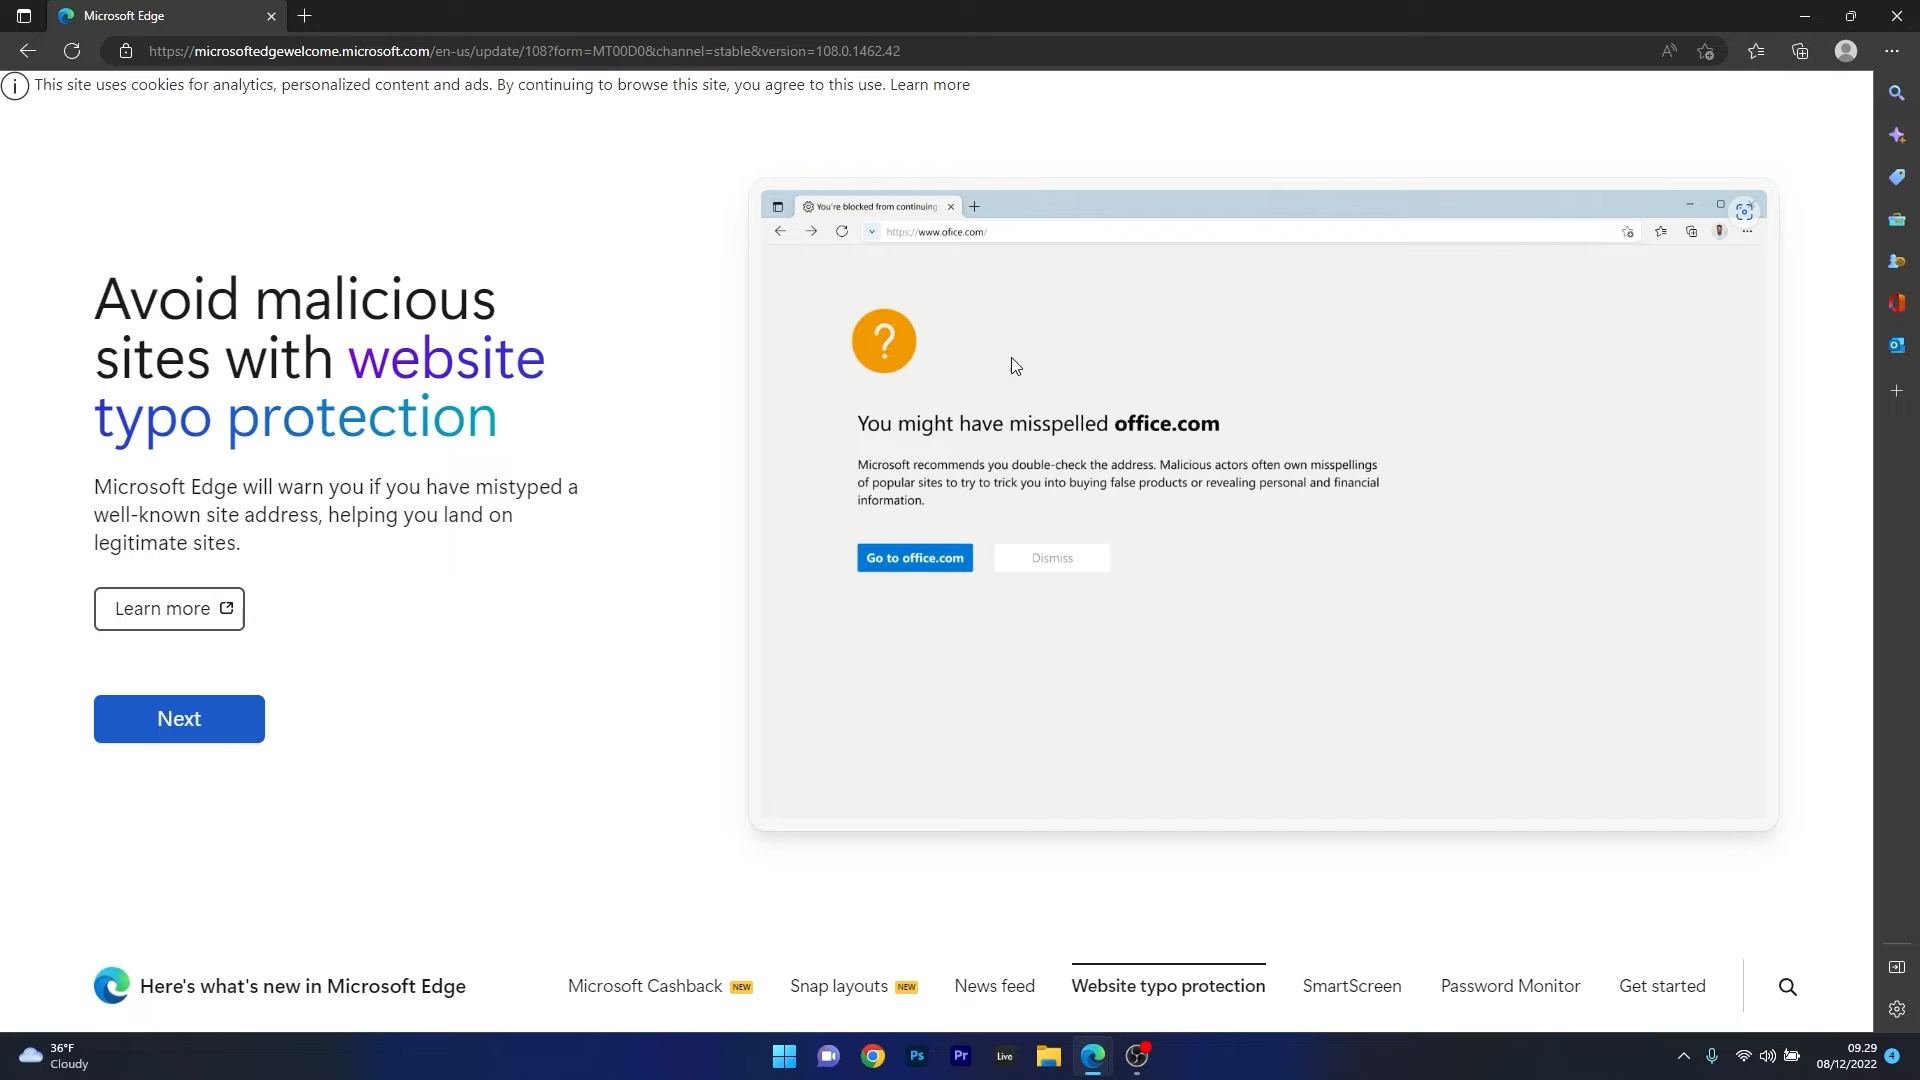 Microsoft Edge
https://microsoftedgewelcome.microsoft.com/en-us/update/108?form=MT00D0&channel=stable&version=108.0.1462.42
This site uses cookies for analytics, personalized content and ads. By continuing to browse this site, you agree to this use. Learn more
You're blocked from continuing
https://www.ofice.com/
Avoid malicious
sites with website
typo protection
Microsoft Edge will warn you if you have mistyped a
well-known site address, helping you land on
legitimate sites.
Learn more
Next
?
You might have misspelled office.com
Microsoft recommends you double-check the address. Malicious actors often own misspellings
of popular sites to try to trick you into buying false products or revealing personal and financial
information.
Go to office.com
Dismiss
Here's what's new in Microsoft Edge
Microsoft Cashback NEW
Snap layouts NEW
News feed
Website typo protection
SmartScreen
Password Monitor
Get started
36°F
Cloudy
Ps
Pr
Live
09.29
08/12/2022
4